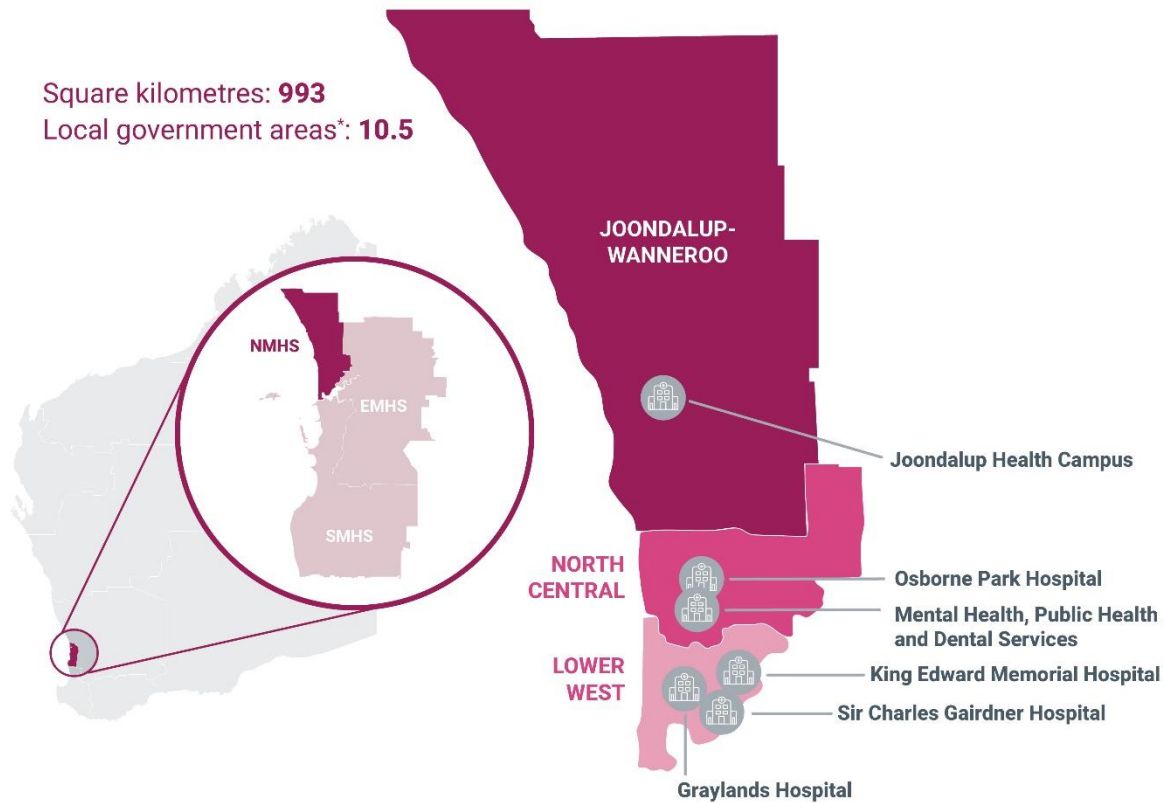 Square kilometres: 993
Local government areas*: 10.5
JOONDALUP-
WANNEROO
NMHS
EMHS
SMHS
Joondalup Health Campus
NORTH
CENTRAL
Osborne Park Hospital
Mental Health, Public Health
and Dental Services
LOWER
WEST
King Edward Memorial Hospital
Sir Charles Gairdner Hospital
Graylands Hospital